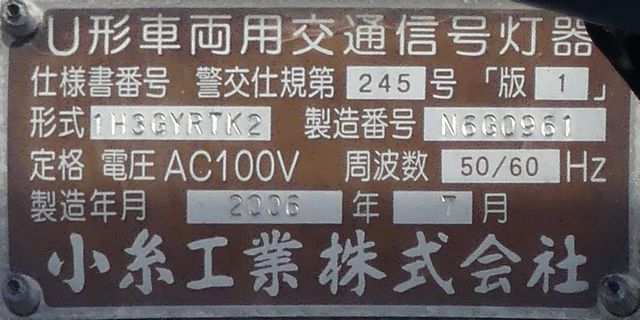 U形車両用交通信号灯器
仕様書番号 警交仕規第 245 号 「版 1 」
形式 1H3GYRTK2 製造番号 N6G0961
定格 電圧 AC100V 周波数 50/60 Hz
製造年月 2006 年 7 月
小糸工業株式会社